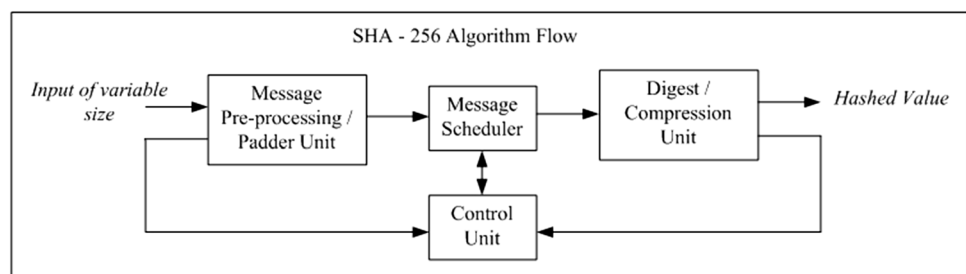 SHA - 256 Algorithm Flow
Input of variable
size
Message
Pre-processing /
Padder Unit
Message
Scheduler
Digest /
Compression
Unit
Hashed Value
Control
Unit